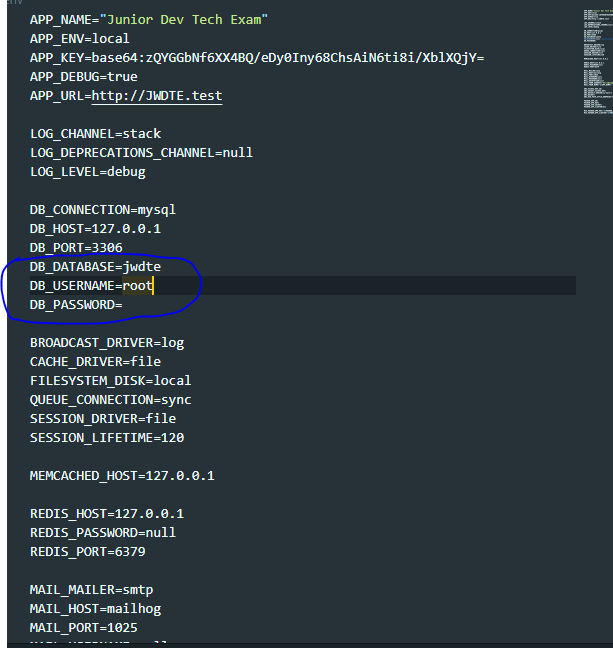 APP_NAME="Junior Dev Tech Exam"
APP_ENV=local
APP_KEY=base64:zQYGGbNf6XX4BQ/eDy0Iny68ChsAiN6ti8i/XblXQjY=
APP_DEBUG=true
APP_URL=http://JWDTE.test
LOG_CHANNEL=stack
LOG_DEPRECATIONS_CHANNEL=null
LOG_LEVEL=debug
DB_CONNECTION=mysql
DB_HOST=127.0.0.1
DB_PORT=3306
DB_DATABASE=jwdte
DB_USERNAME=root
DB_PASSWORD=
BROADCAST_DRIVER=log
CACHE_DRIVER=file
FILESYSTEM_DISK=local
QUEUE_CONNECTION=sync
SESSION_DRIVER=file
SESSION_LIFETIME=120
MEMCACHED_HOST=127.0.0.1
REDIS_HOST=127.0.0.1
REDIS_PASSWORD=null
REDIS_PORT=6379
MAIL_MAILER=smtp
MAIL_HOST=mailhog
MAIL_PORT=1025